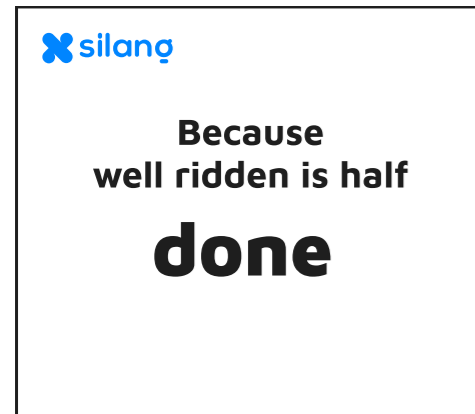 silang
Because
well ridden is half
done